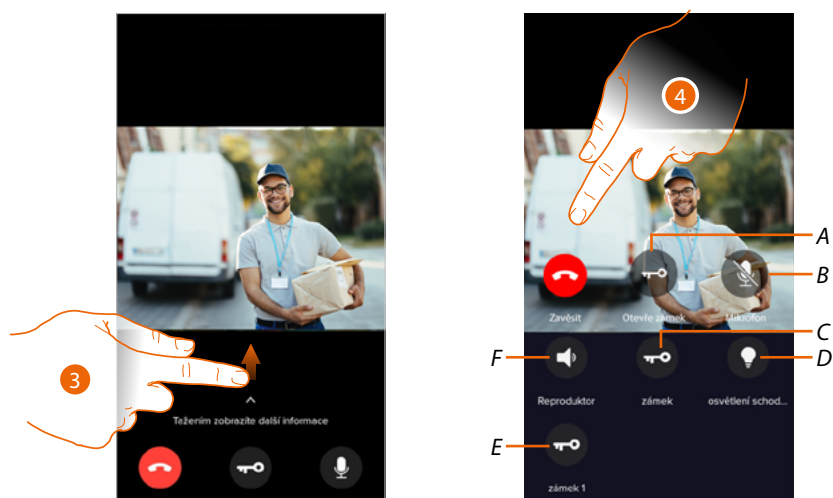 3
Tažením zobrazíte další informace
4
A
B
Zavěsit Otevře zámek Mikrofon
C
F
D
Reproduktor zámek osvětlení schod...
E
zámek 1